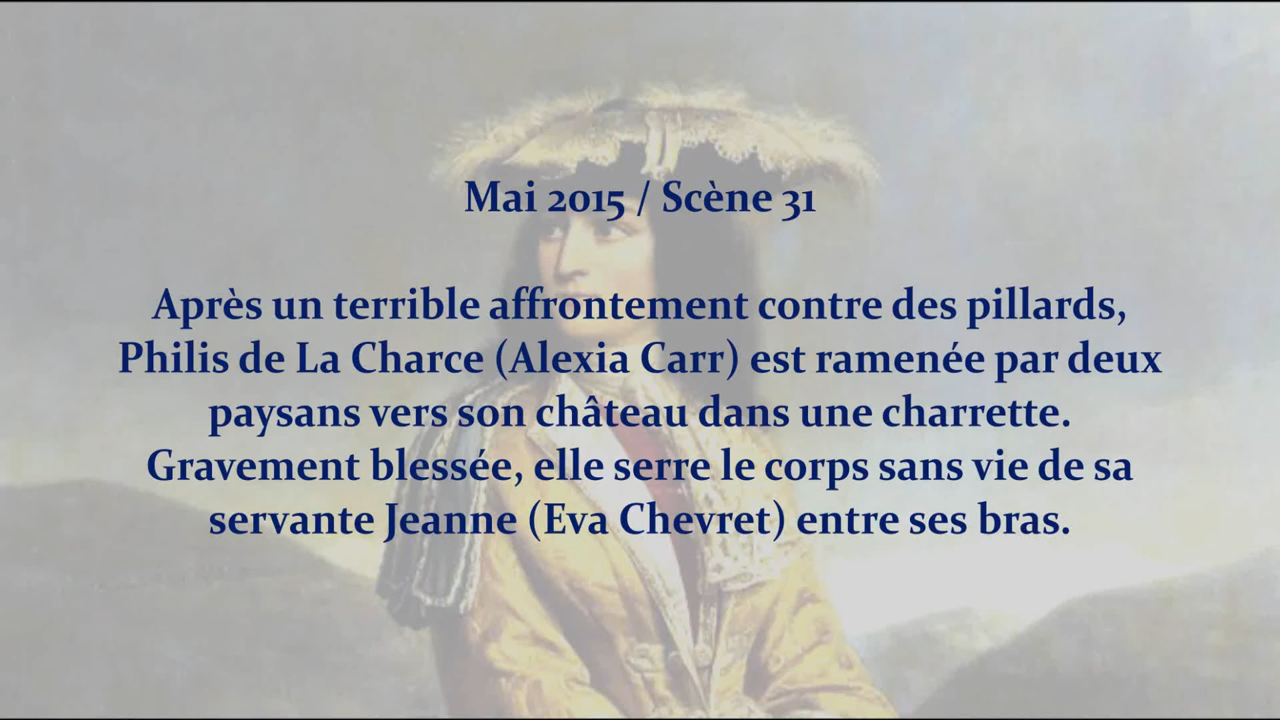 Mai 2015 / Scène 31
Après un terrible affrontement contre des pillards,
Philis de La Charce (Alexia Carr) est ramenée par deux
paysans vers son château dans une charrette.
Gravement blessée, elle serre le corps sans vie de sa
servante Jeanne (Eva Chevret) entre ses bras.